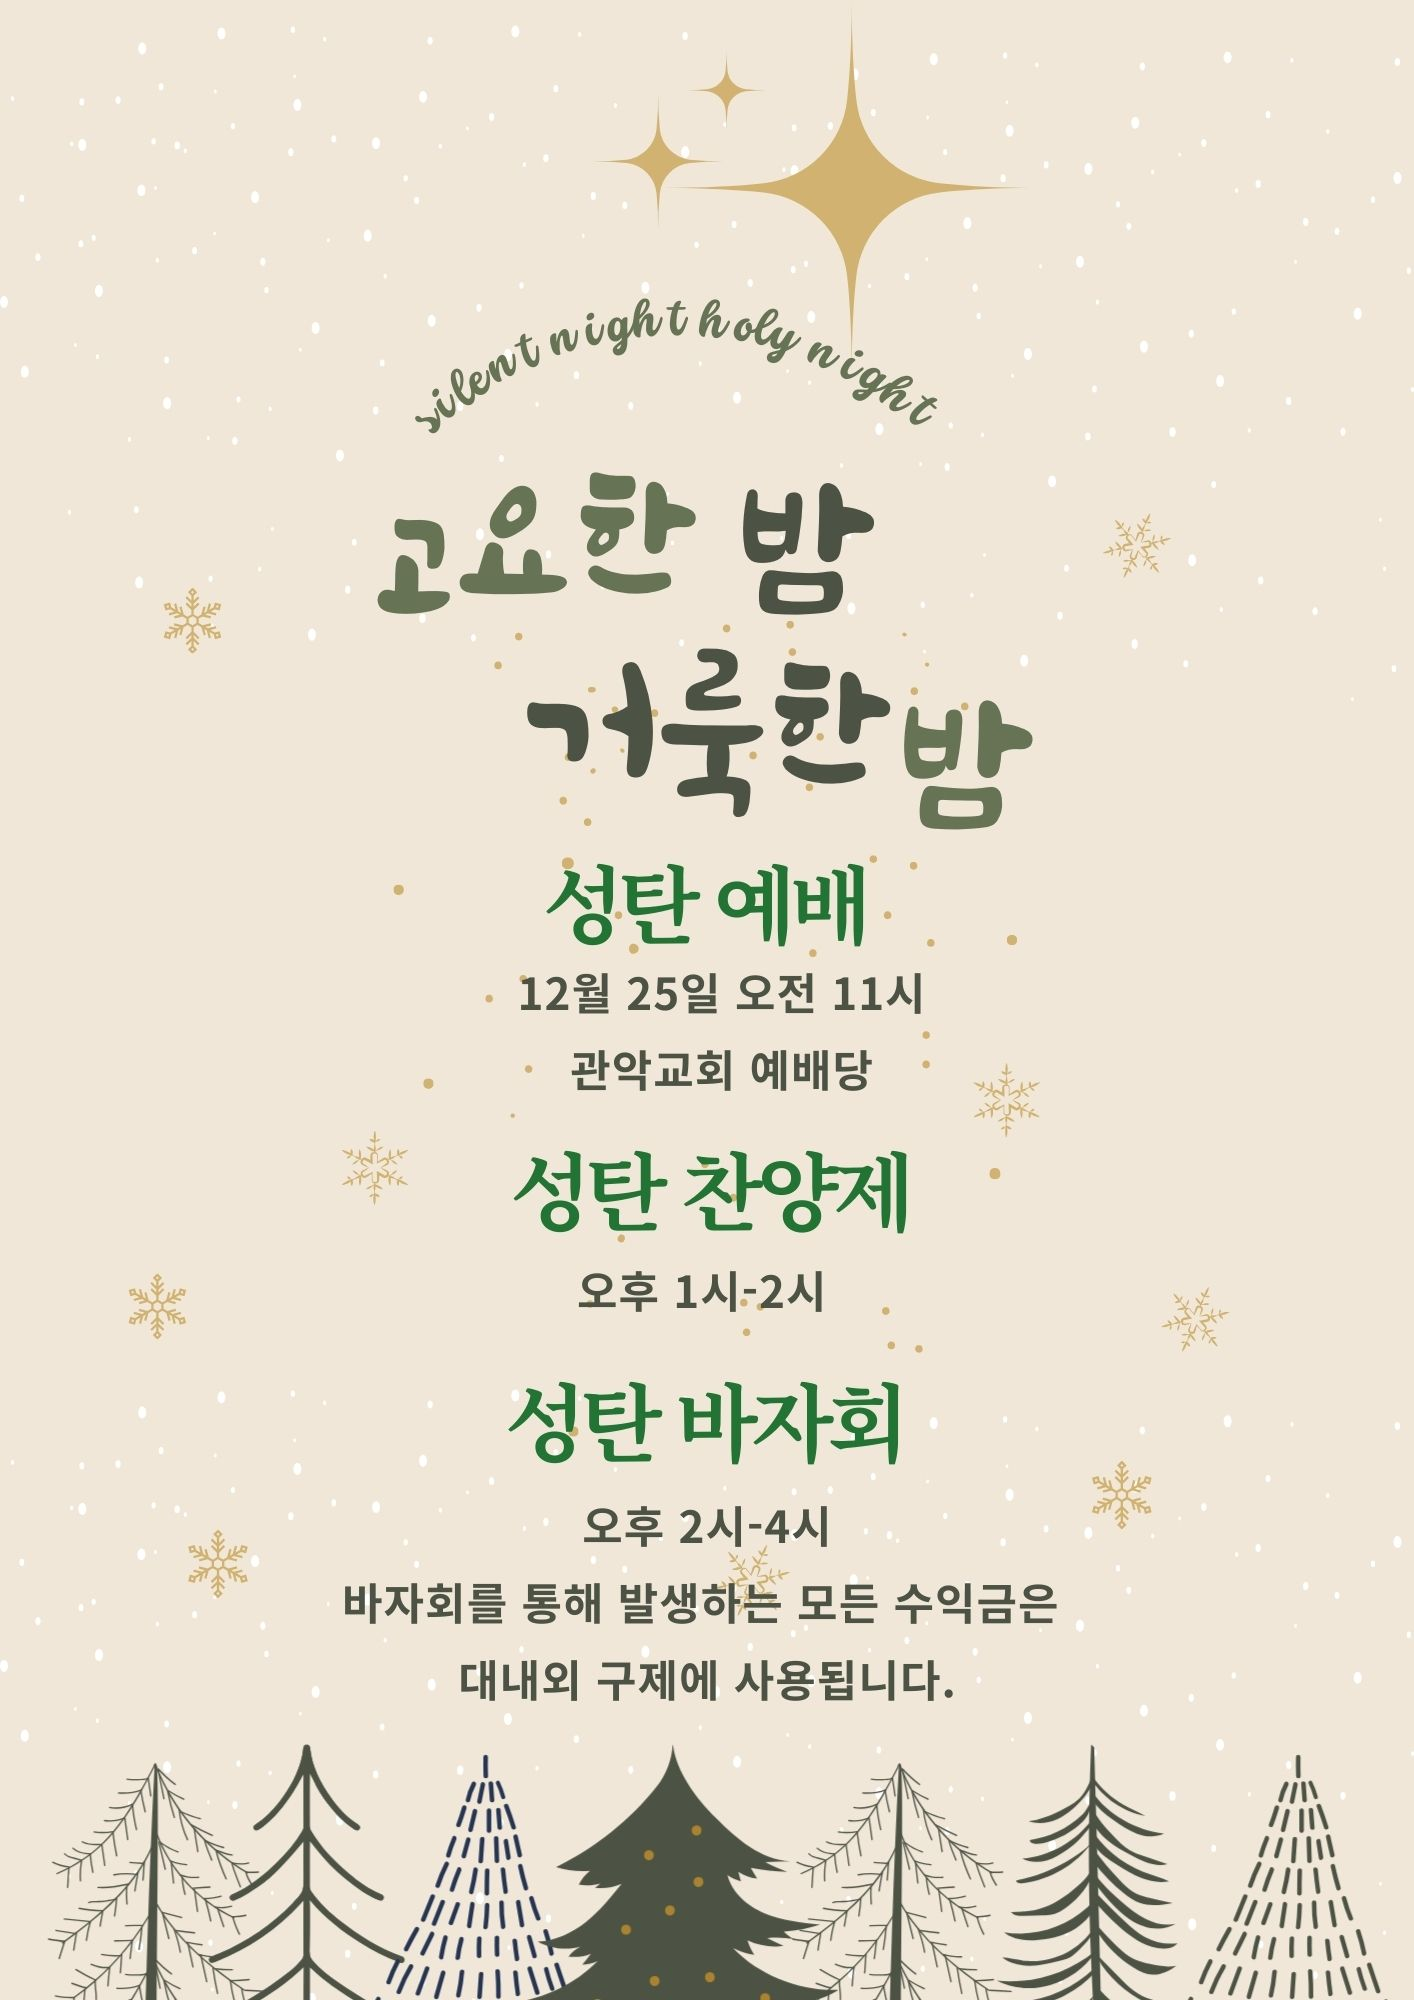 silent night holy night
고요한 밤
거룩한밤
성탄 예배
12월 25일 오전 11시
관악교회 예배당
성탄 찬양제
오후 1시-2시
성탄 바자회
오후 2시-4시
바자회를 통해 발생하는 모든 수익금은
대내외 구제에 사용됩니다.